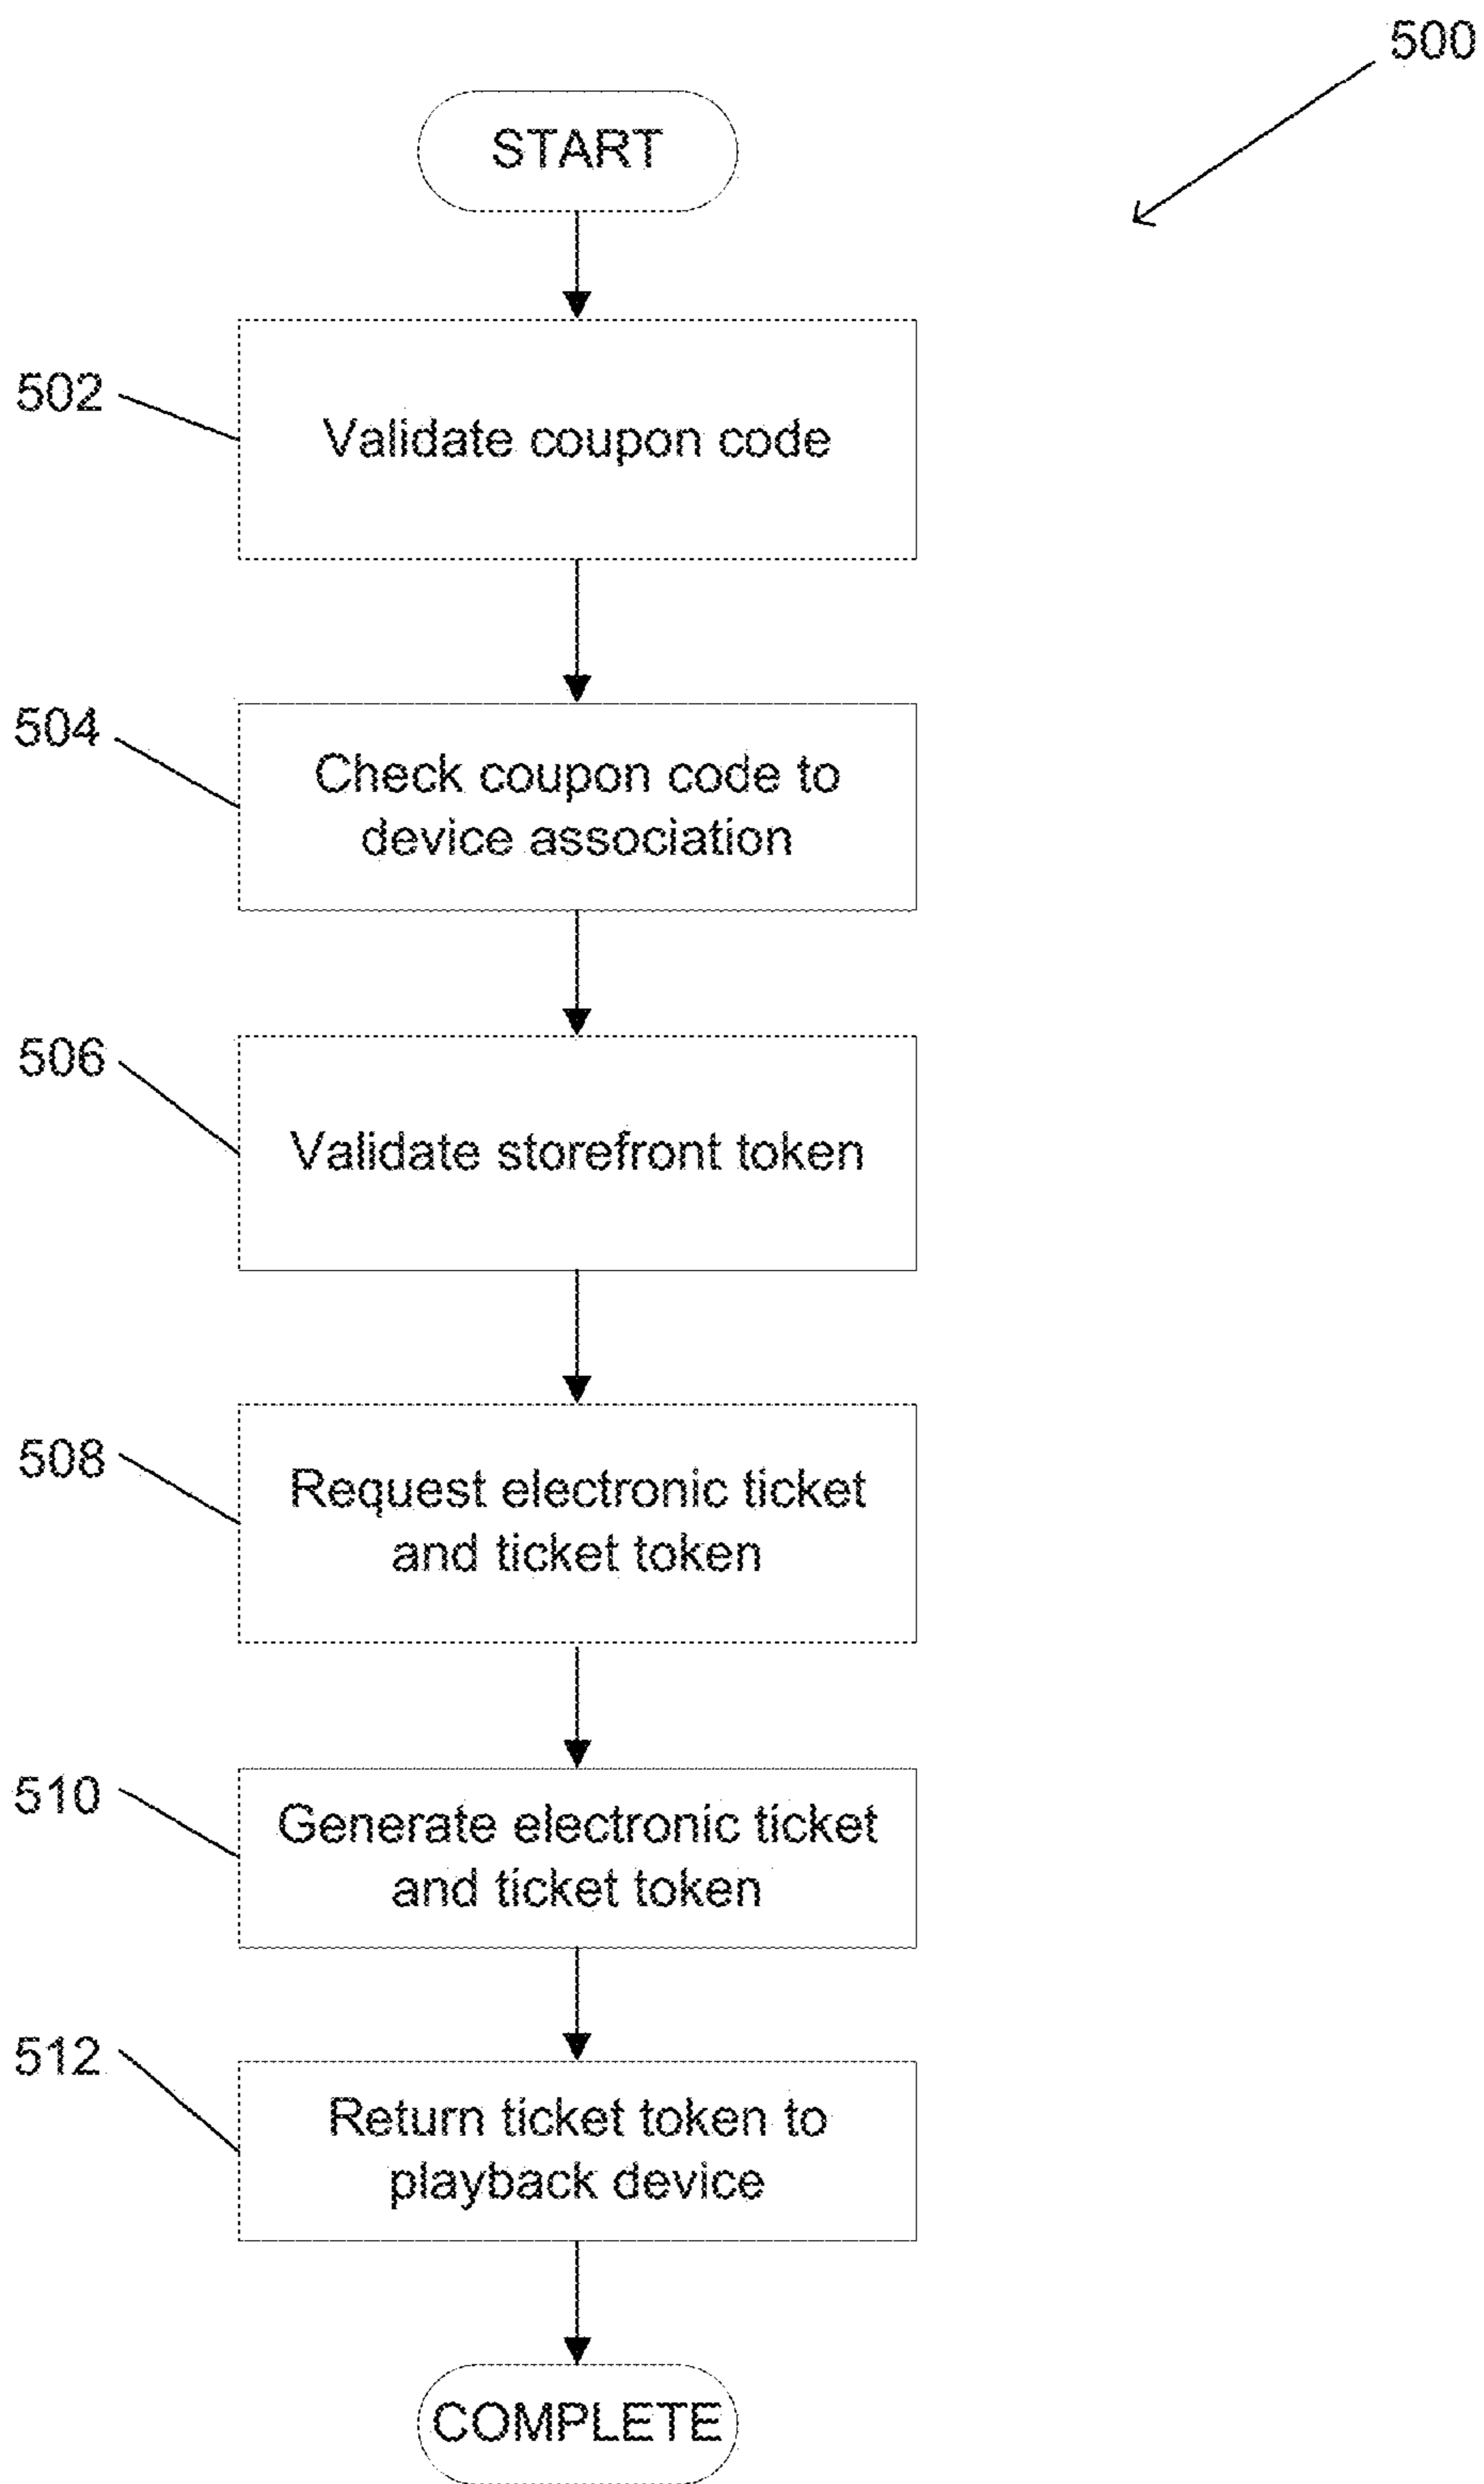 500
START
502
Validate coupon code
504
Check coupon code to
device association
506
Validate storefront token
508
Request electronic ticket
and ticket token
510
Generate electronic ticket
and ticket token
512
Return ticket token to
playback device
COMPLETE